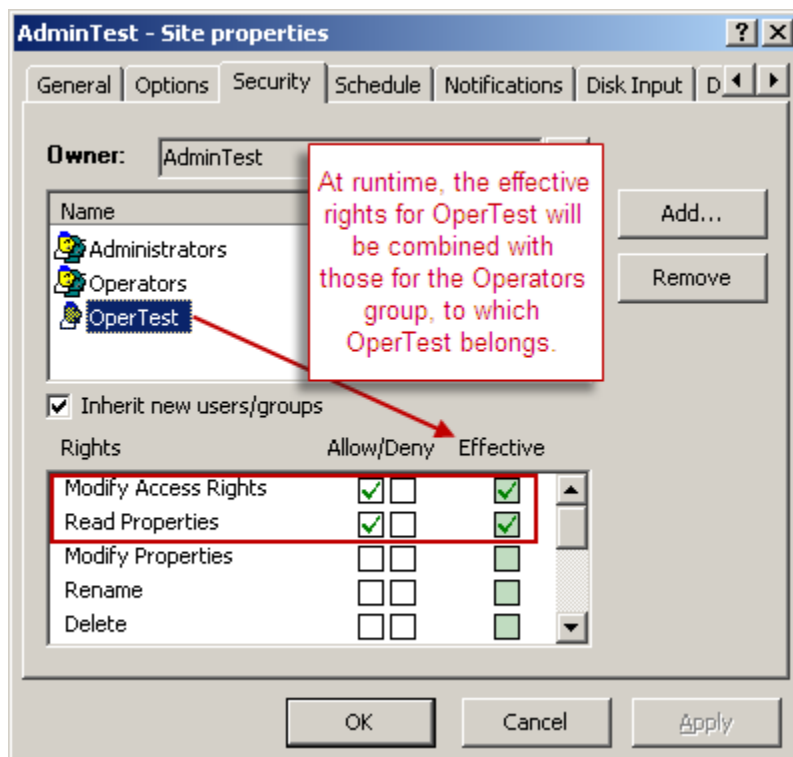 AdminTest - Site properties
General Options Security Schedule Notifications Disk Input D
Owner: AdminTest
Name
Administrators
Operators
OperTest
At runtime, the effective
rights for OperTest will
be combined with
those for the Operators
group, to which
OperTest belongs.
Add...
Remove
Inherit new users/groups
Rights Allow/Deny Effective
Modify Access Rights
Read Properties
Modify Properties
Rename
Delete
OK Cancel Apply